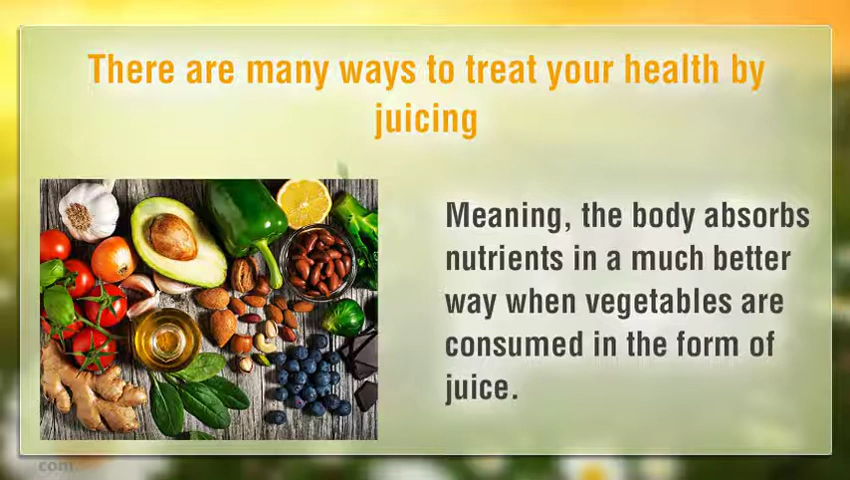 There are many ways to treat your health by
juicing
Meaning, the body absorbs
nutrients in a much better
way when vegetables are
consumed in the form of
juice.
com